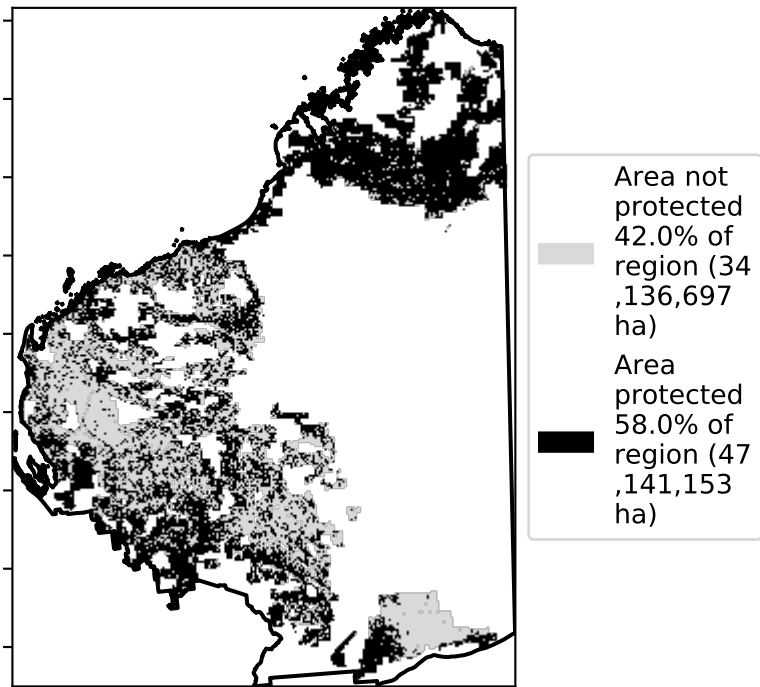 Area not
protected
42.0% of
region (34
,136,697
ha)
Area
protected
58.0% of
region (47
,141,153
ha)